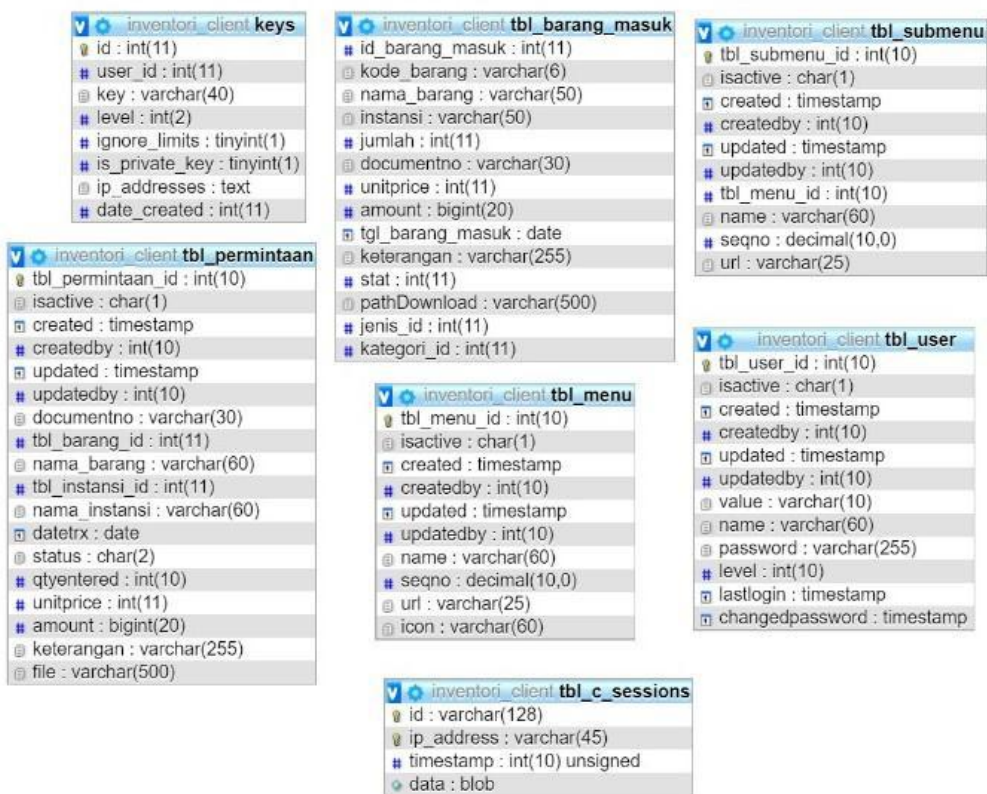 inventori_client keys
id : int(11)
user_id : int(11)
key : varchar(40)
level : int(2)
ignore_limits : tinyint(1)
is_private_key : tinyint(1)
ip_addresses : text
date_created : int(11)
inventori_client tbl_barang_masuk
id_barang_masuk : int(11)
kode_barang : varchar(6)
nama_barang : varchar(50)
instansi : varchar(50)
jumlah : int(11)
documentno : varchar(30)
unitprice : int(11)
amount : bigint(20)
tgl_barang_masuk : date
keterangan : varchar(255)
stat : int(11)
pathDownload : varchar(500)
jenis_id : int(11)
kategori_id : int(11)
inventori_client tbl_submenu
tbl_submenu_id : int(10)
isactive : char(1)
created : timestamp
createdby : int(10)
updated : timestamp
updatedby : int(10)
tbl_menu_id : int(10)
name : varchar(60)
seqno : decimal(10,0)
url : varchar(25)
inventori_client tbl_permintaan
tbl_permintaan_id : int(10)
isactive : char(1)
created : timestamp
createdby : int(10)
updated : timestamp
updatedby : int(10)
documentno : varchar(30)
tbl_barang_id : int(11)
nama_barang : varchar(60)
tbl_instansi_id : int(11)
nama_instansi : varchar(60)
datetrx : date
status : char(2)
qtyentered : int(10)
unitprice : int(11)
amount : bigint(20)
keterangan : varchar(255)
file : varchar(500)
inventori_client tbl_menu
tbl_menu_id : int(10)
isactive : char(1)
created : timestamp
createdby : int(10)
updated : timestamp
updatedby : int(10)
name : varchar(60)
seqno : decimal(10,0)
url : varchar(25)
icon : varchar(60)
inventori_client tbl_user
tbl_user_id : int(10)
isactive : char(1)
created : timestamp
createdby : int(10)
updated : timestamp
updatedby : int(10)
value : varchar(10)
name : varchar(60)
password : varchar(255)
level : int(10)
lastlogin : timestamp
changedpassword : timestamp
inventori_client tbl_c_sessions
id : varchar(128)
ip_address : varchar(45)
timestamp : int(10) unsigned
data : blob